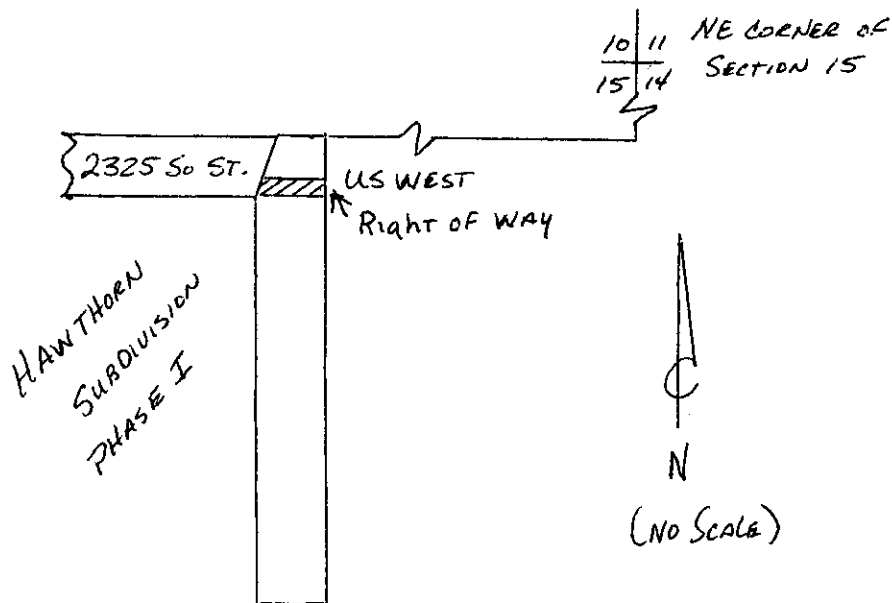 10 11 NE CORNER OF
15 14 SECTION 15
2325 So ST.
US WEST
Right OF WAY
HAWTHORN
SUBDIVISION
PHASE I
N
(NO SCALE)